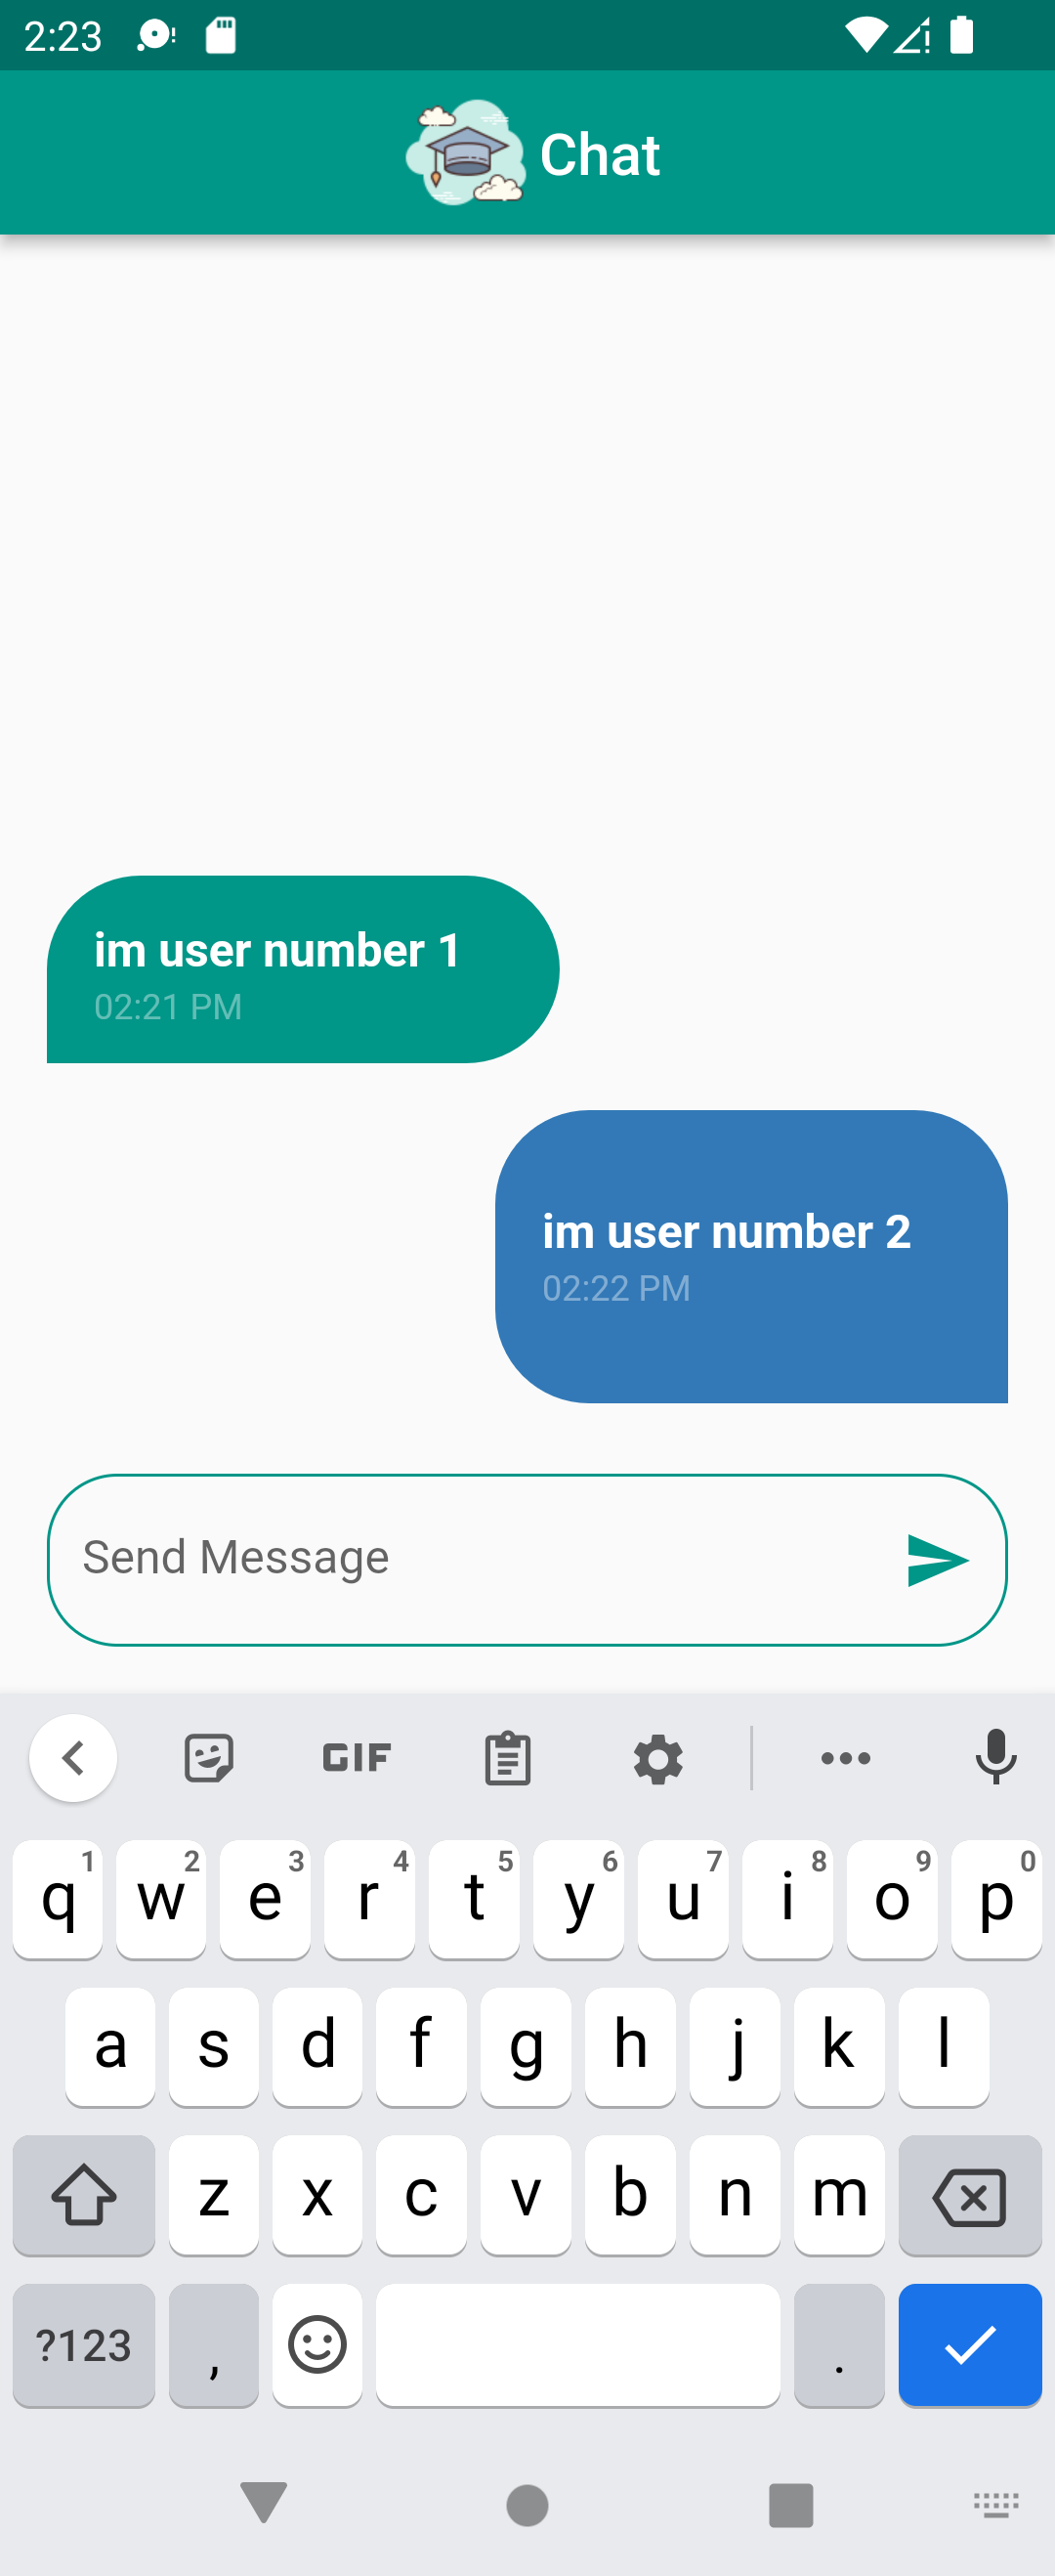 2:23
Chat
im user number 1
02:21 PM
im user number 2
02:22 PM
Send Message
GIF
1 2 3 4 5 6 7 8 9 0
q w e r t y u i o p
a s d f g h j k l
z x c v b n m
?123 , .